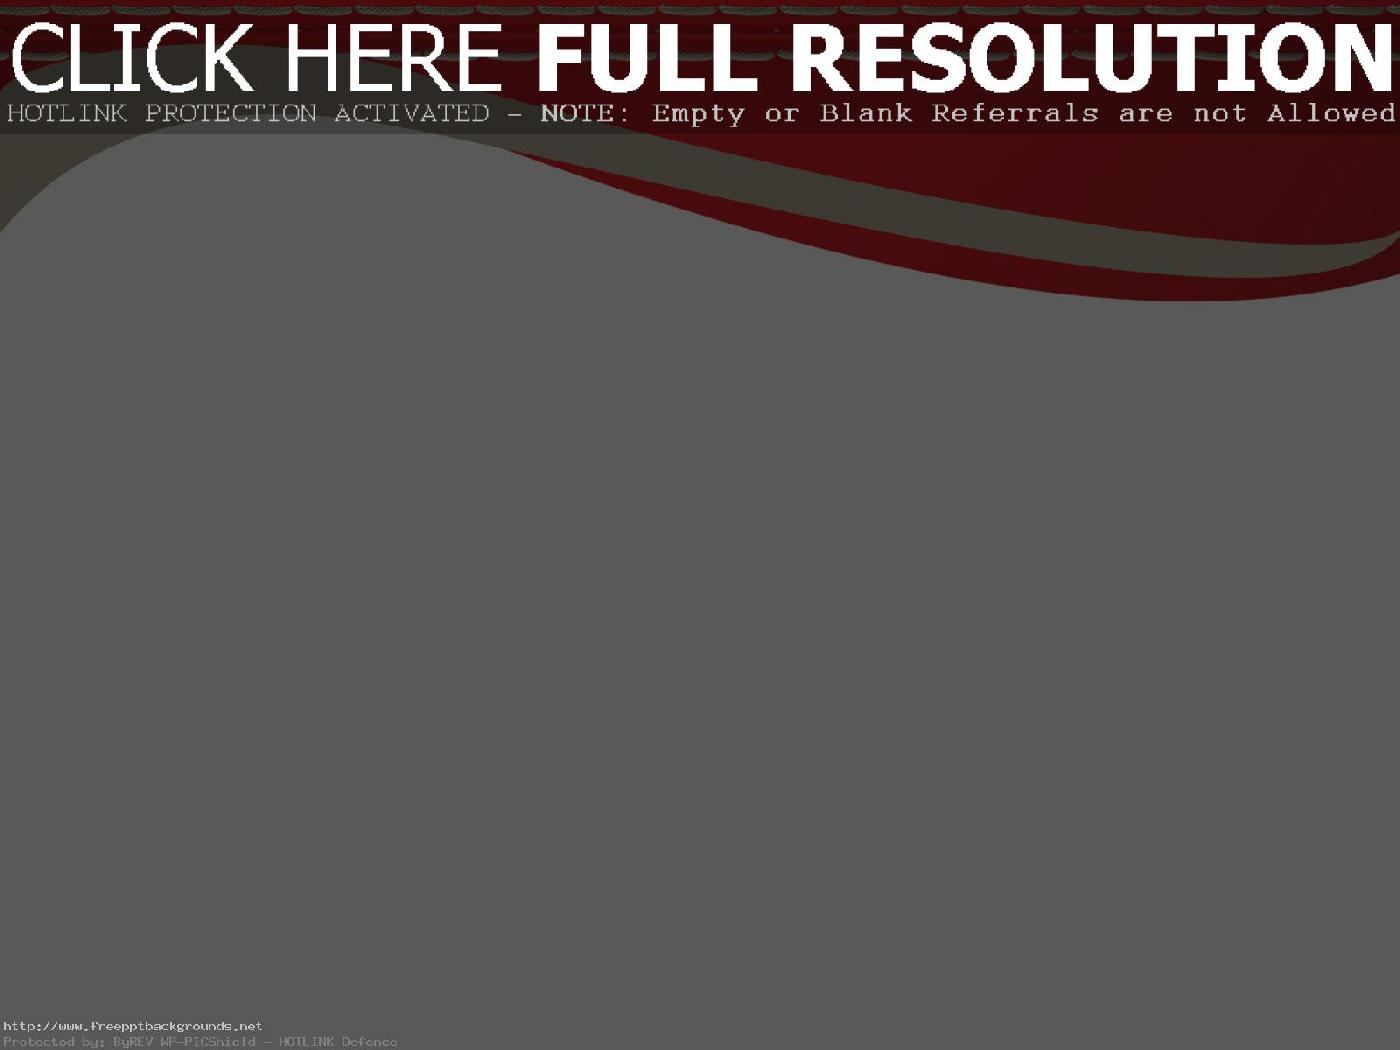 CLICK HERE FULL RESOLUTION
HOTLINK PROTECTION ACTIVATED - NOTE: Empty or Blank Referrals are not Allowed
http://www.freepptbackgrounds.net
Protected by: ByREV WP-PICShield - HOTLINK Defence